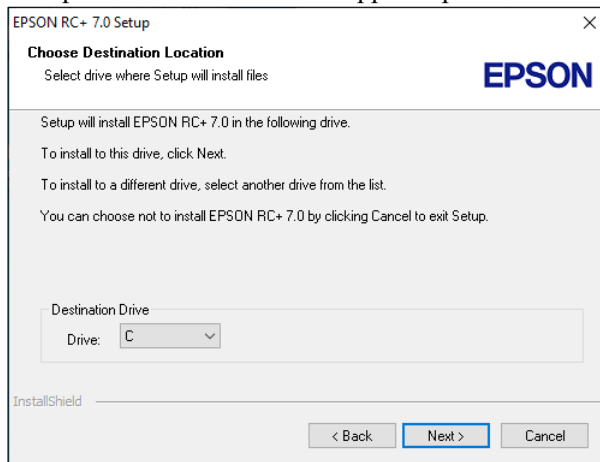 EPSON RC+ 7.0 Setup
Choose Destination Location
Select drive where Setup will install files
EPSON
Setup will install EPSON RC+ 7.0 in the following drive.
To install to this drive, click Next.
To install to a different drive, select another drive from the list.
You can choose not to install EPSON RC+ 7.0 by clicking Cancel to exit Setup.
Destination Drive
Drive: C
InstallShield
< Back Next > Cancel